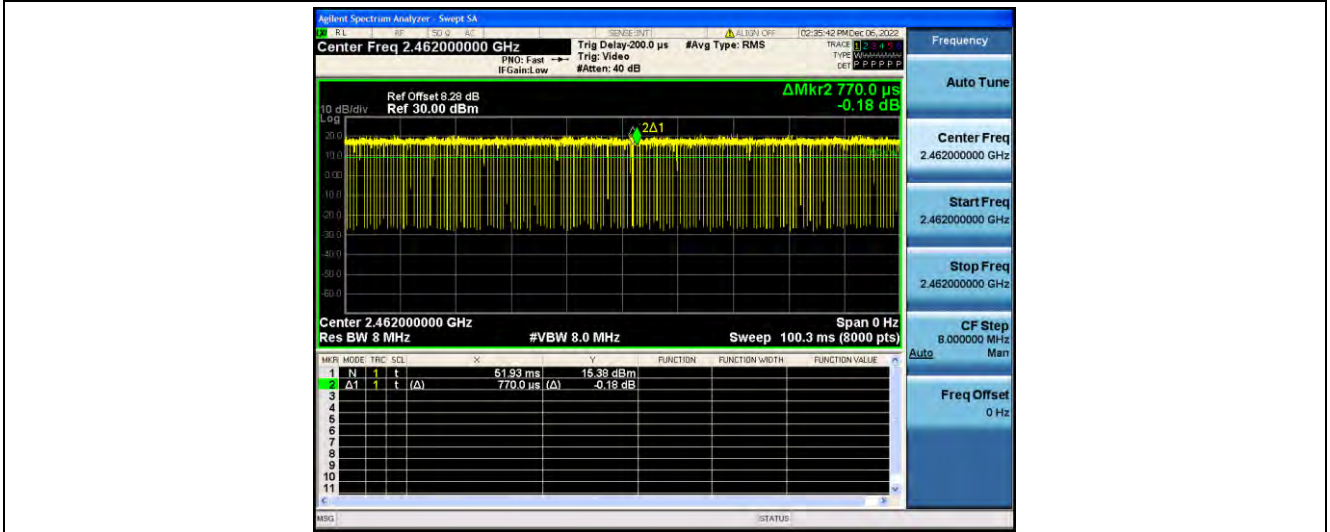 Agilent Spectrum Analyzer - Swept SA
RL RF 50 Ω AC SENSE:INT ALIGN OFF 02:35:42 PM Dec 06, 2022
Center Freq 2.462000000 GHz
PNO: Fast
IFGain:Low
Trig Delay-200.0 µs
Trig: Video
#Atten: 40 dB
#Avg Type: RMS
TRACE 1 2 3 4 5 6
TYPE
DET P P P P P P
Ref Offset 8.28 dB
10 dB/div Ref 30.00 dBm
Log
ΔMkr2 770.0 µs
-0.18 dB
2Δ1
20.0
10.0
0.00
-10.0
-20.0
-30.0
-40.0
-50.0
-60.0
Center 2.462000000 GHz Span 0 Hz
Res BW 8 MHz #VBW 8.0 MHz Sweep 100.3 ms (8000 pts)
MKR MODE TRC SCL X Y FUNCTION FUNCTION WIDTH FUNCTION VALUE
1 N 1 t 51.93 ms 15.38 dBm
2 Δ1 1 t (Δ) 770.0 µs (Δ) -0.18 dB
3
4
5
6
7
8
9
10
11
MSG STATUS
Frequency
Auto Tune
Center Freq
2.462000000 GHz
Start Freq
2.462000000 GHz
Stop Freq
2.462000000 GHz
CF Step
8.000000 MHz
Auto Man
Freq Offset
0 Hz